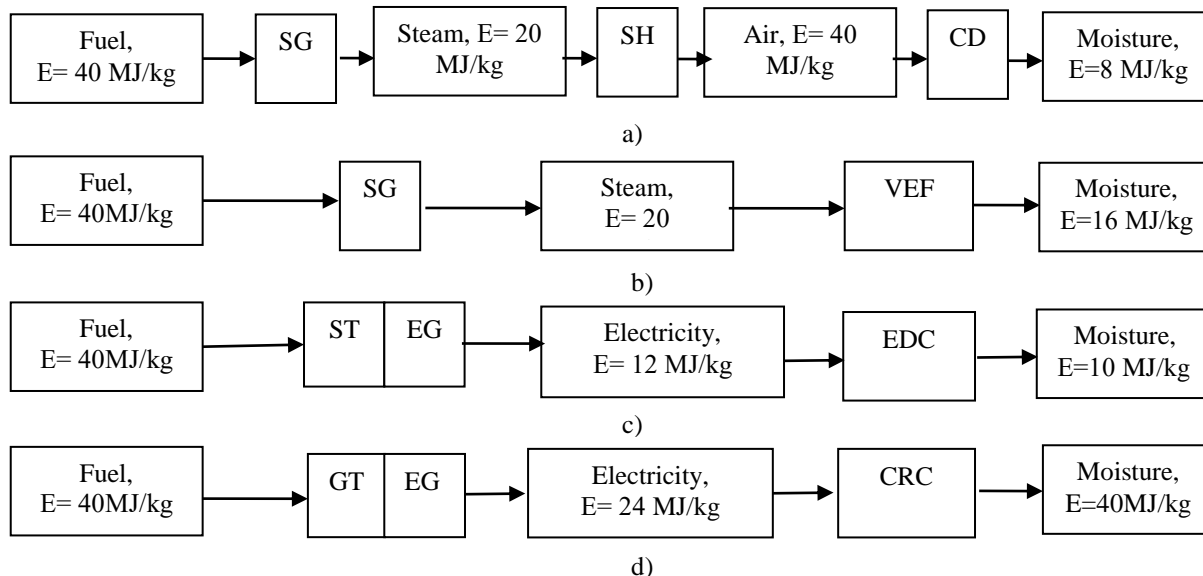 Fuel,
E= 40 MJ/kg
SG
Steam, E= 20
MJ/kg
SH
Air, E= 40
MJ/kg
CD
Moisture,
E=8 MJ/kg
a)
Fuel,
E= 40MJ/kg
SG
Steam,
E= 20
VEF
Moisture,
E=16 MJ/kg
b)
Fuel,
E= 40MJ/kg
ST
EG
Electricity,
E= 12 MJ/kg
EDC
Moisture,
E=10 MJ/kg
c)
Fuel,
E= 40MJ/kg
GT
EG
Electricity,
E= 24 MJ/kg
CRC
Moisture,
E=40MJ/kg
d)